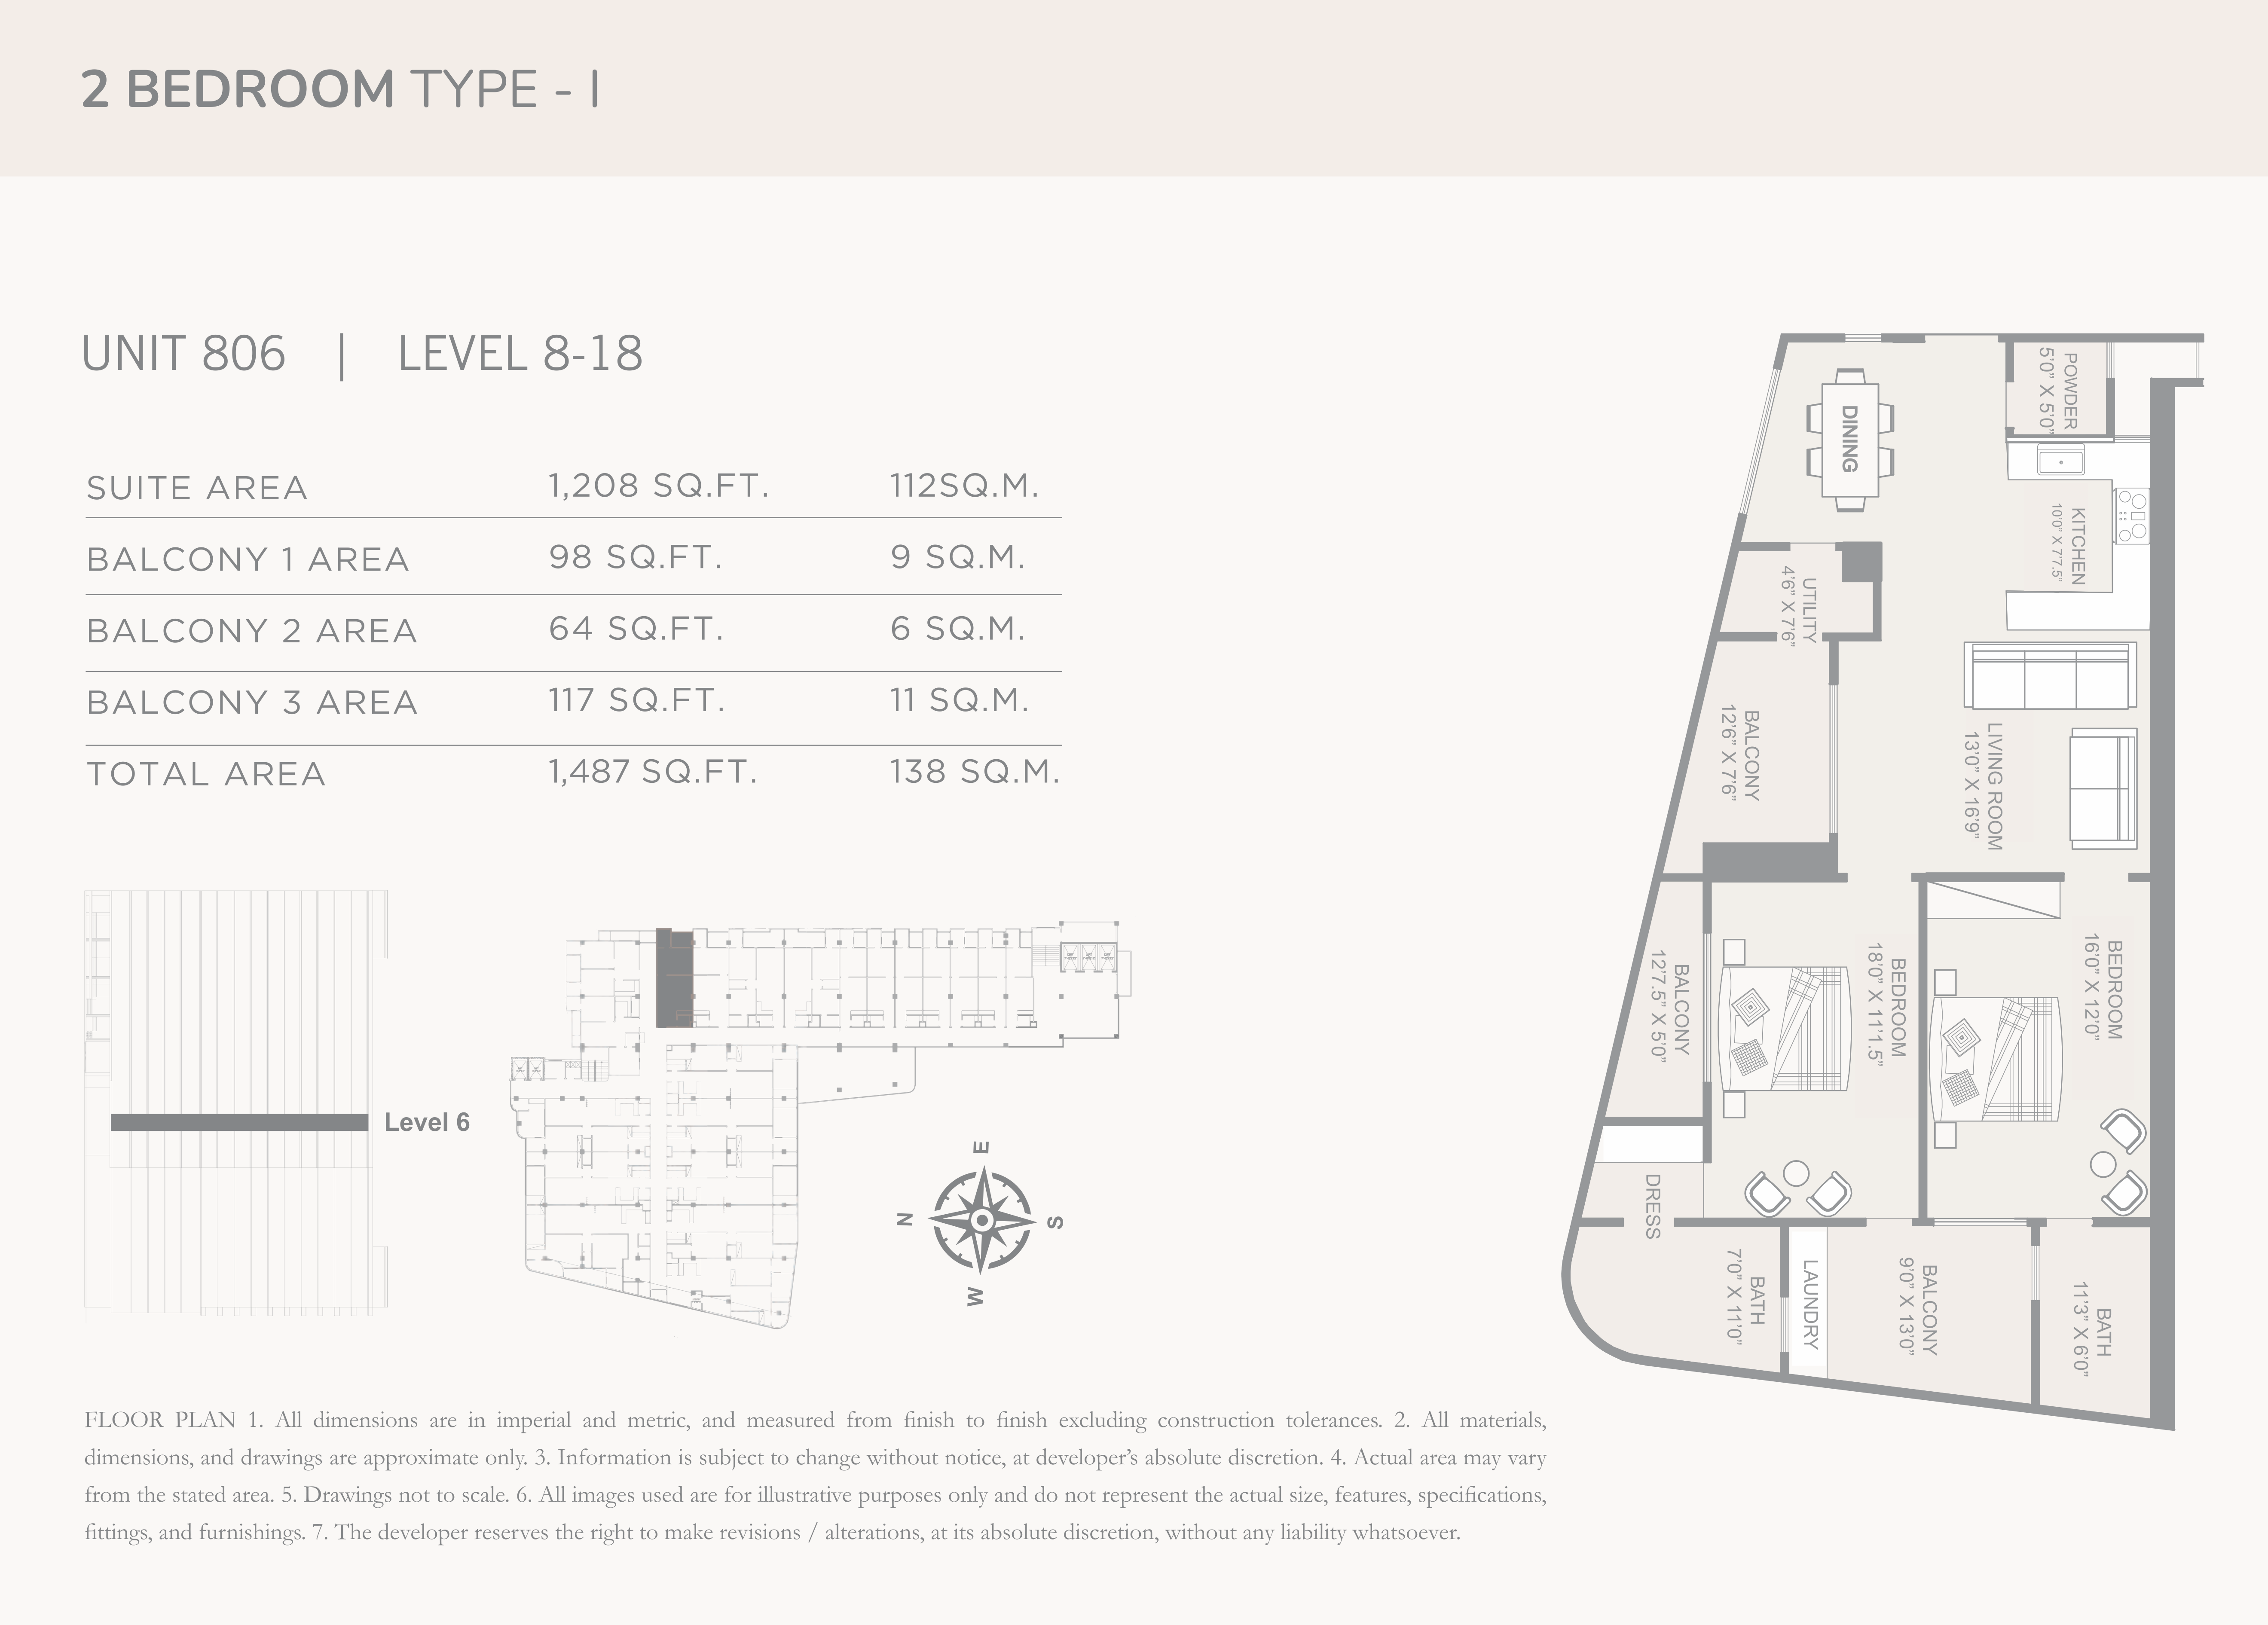 2 BEDROOM TYPE - I
UNIT 806 | LEVEL 8-18
SUITE AREA 1,208 SQ.FT. 112SQ.M.
BALCONY 1 AREA 98 SQ.FT. 9 SQ.M.
BALCONY 2 AREA 64 SQ.FT. 6 SQ.M.
BALCONY 3 AREA 117 SQ.FT. 11 SQ.M.
TOTAL AREA 1,487 SQ.FT. 138 SQ.M.
Level 6
E
N
S
W
POWDER
5'0” X 5'0”
DINING
KITCHEN
10'0” X 7'7.5”
UTILITY
4'6” X 7'6”
BALCONY
12'6” X 7'6”
LIVING ROOM
13'0” X 16'9”
BEDROOM
16'0” X 12'0”
BEDROOM
18'0” X 11'1.5”
BALCONY
12'7.5” X 5'0”
DRESS
BATH
7'0” X 11'0”
LAUNDRY
BALCONY
9'0” X 13'0”
BATH
11'3” X 6'0”
FLOOR PLAN 1. All dimensions are in imperial and metric, and measured from finish to finish excluding construction tolerances. 2. All materials,
dimensions, and drawings are approximate only. 3. Information is subject to change without notice, at developer’s absolute discretion. 4. Actual area may vary
from the stated area. 5. Drawings not to scale. 6. All images used are for illustrative purposes only and do not represent the actual size, features, specifications,
fittings, and furnishings. 7. The developer reserves the right to make revisions / alterations, at its absolute discretion, without any liability whatsoever.